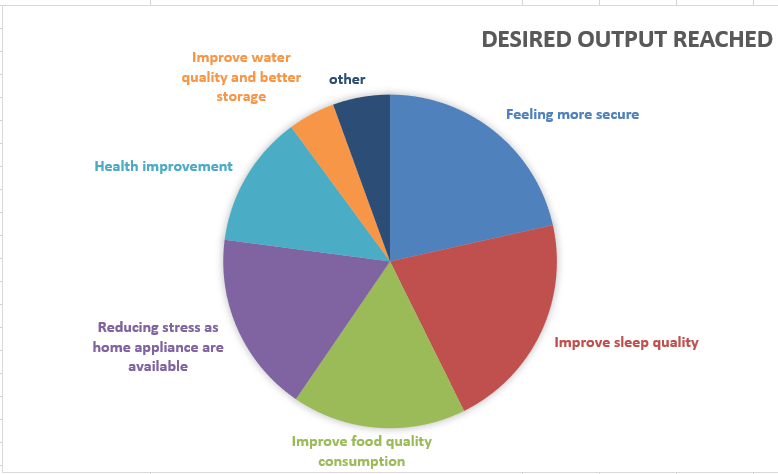 DESIRED OUTPUT REACHED
Improve water
quality and better
storage
other
Feeling more secure
Health improvement
Reducing stress as
home appliance are
available
Improve sleep quality
Improve food quality
consumption